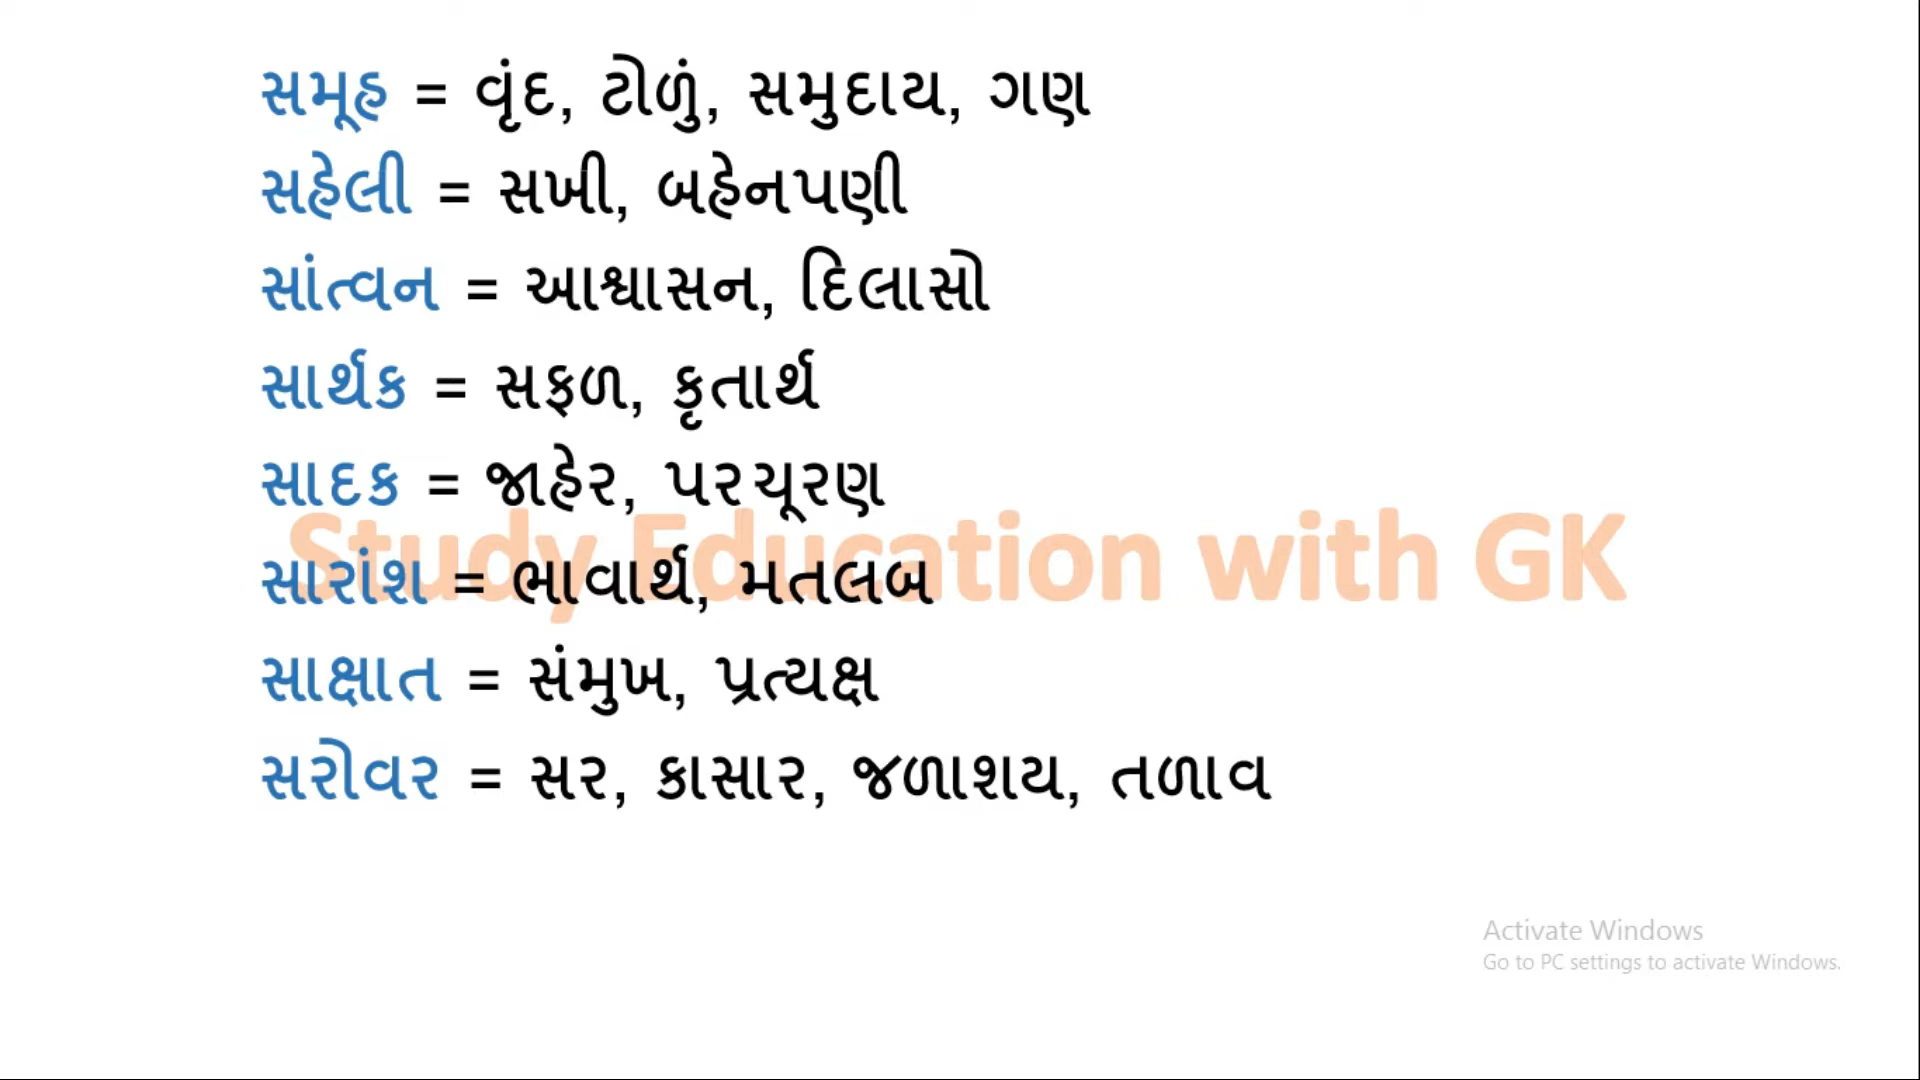 સમૂહ = વૃંદ, ટોળું, સમુદાય, ગણ
સહેલી = સખી, બહેનપણી
સાંત્વન = આશ્વાસન, દિલાસો
સાર્થક = સફળ, કૃતાર્થ
સાદક = જાહેર, પરચૂરણ
સારાંશ = ભાવાર્થ, મતલબ
Study Education with GK
સાક્ષાત = સંમુખ, પ્રત્યક્ષ
સરોવર = સર, કાસાર, જળાશય, તળાવ
Activate Windows
Go to PC settings to activate Windows.